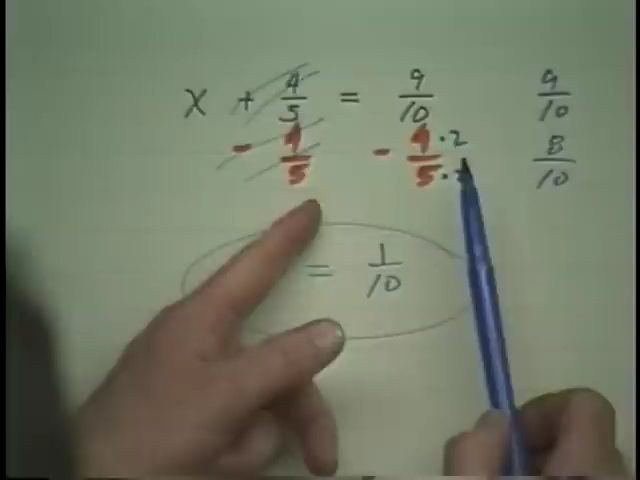 x + 4/5 = 9/10 9/10
- 4/5 - 4/5 ·2 8/10
= 1/10